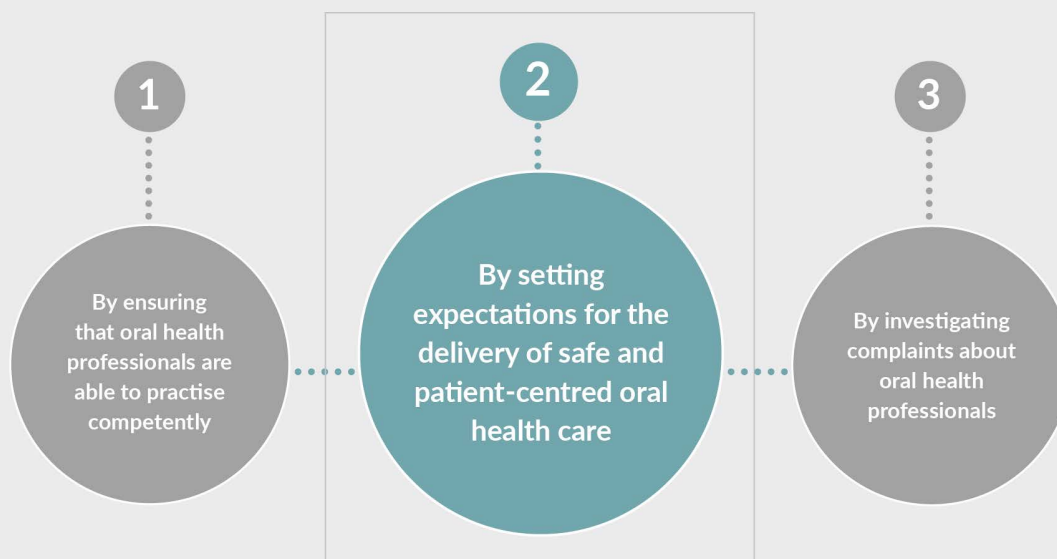 1
By ensuring
that oral health
professionals are
able to practise
competently
2
By setting
expectations for the
delivery of safe and
patient-centred oral
health care
3
By investigating
complaints about
oral health
professionals